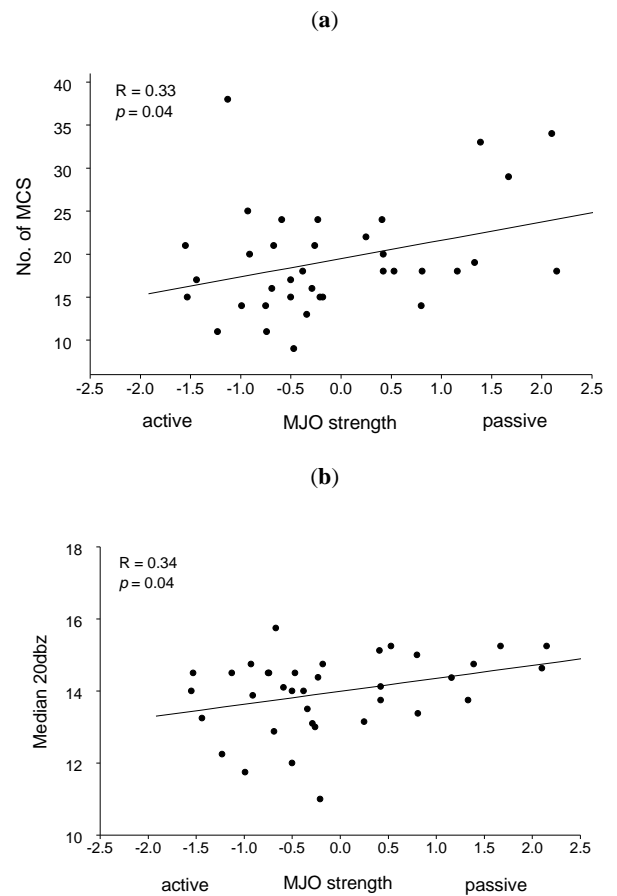 (a)
R = 0.33
p = 0.04
40
35
30
25
20
15
10
No. of MCS
-2.5 -2.0 -1.5 -1.0 -0.5 0.0 0.5 1.0 1.5 2.0 2.5
active MJO strength passive
(b)
R = 0.34
p = 0.04
18
16
14
12
10
Median 20dbz
-2.5 -2.0 -1.5 -1.0 -0.5 0.0 0.5 1.0 1.5 2.0 2.5
active MJO strength passive